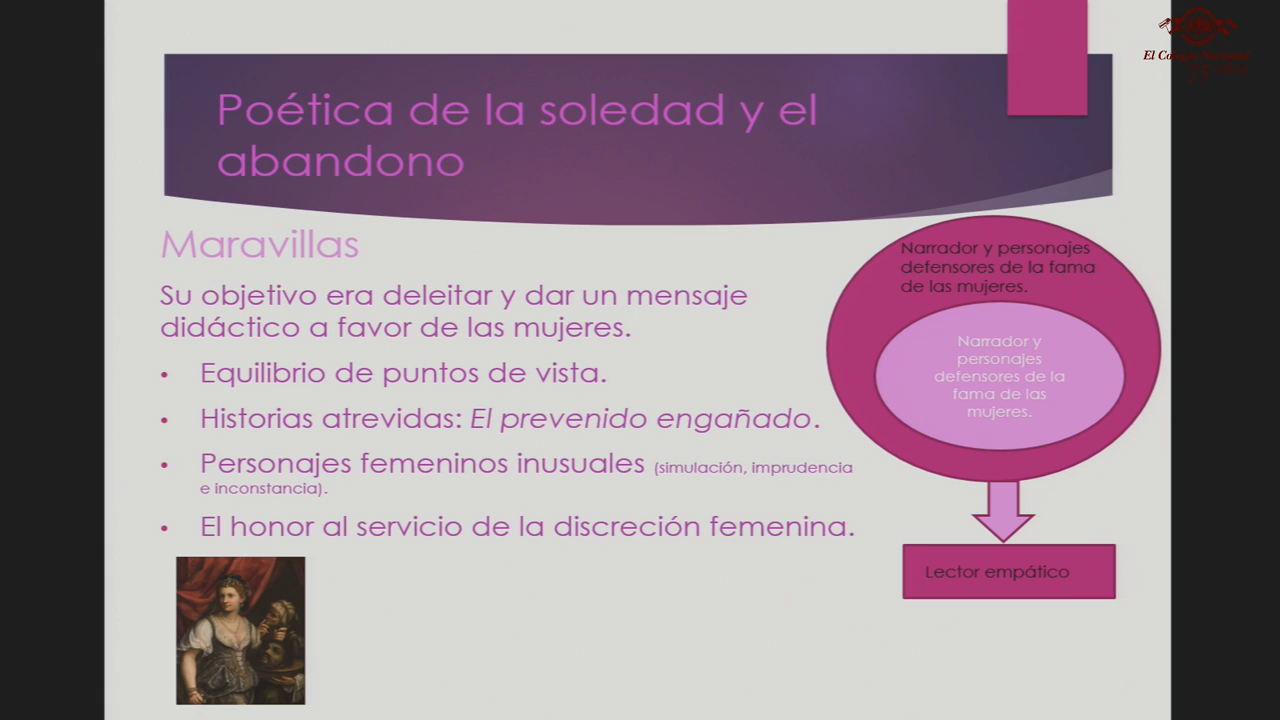 Poética de la soledad y el
abandono
Maravillas
Su objetivo era deleitar y dar un mensaje
didáctico a favor de las mujeres.
• Equilibrio de puntos de vista.
• Historias atrevidas: El prevenido engañado.
• Personajes femeninos inusuales (simulación, imprudencia
e inconstancia).
• El honor al servicio de la discreción femenina.
Narrador y personajes
defensores de la fama
de las mujeres.
Narrador y
personajes
defensores de la
fama de las
mujeres.
Lector empático
El Colegio Nacional